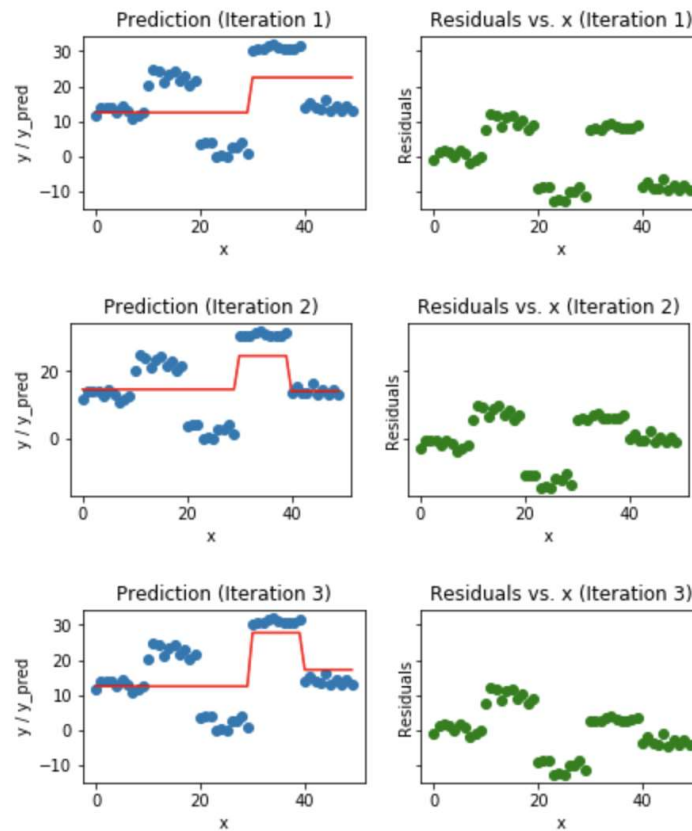 Prediction (Iteration 1)
y / y_pred
30
20
10
0
−10
0 20 40
x
Residuals vs. x (Iteration 1)
Residuals
0 20 40
x
Prediction (Iteration 2)
y / y_pred
20
0
0 20 40
x
Residuals vs. x (Iteration 2)
Residuals
0 20 40
x
Prediction (Iteration 3)
y / y_pred
30
20
10
0
−10
0 20 40
x
Residuals vs. x (Iteration 3)
Residuals
0 20 40
x